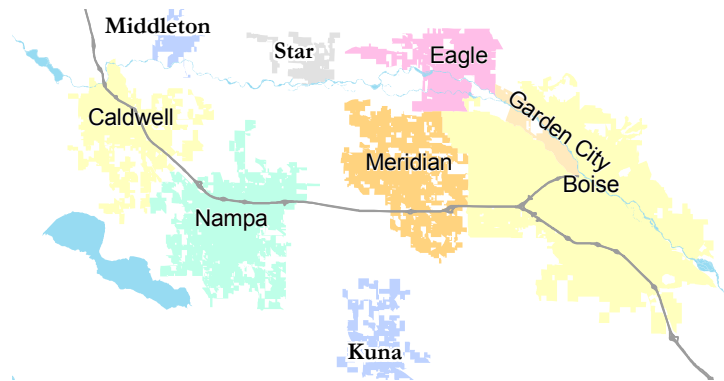 Middleton
Star
Eagle
Caldwell
Garden City
Meridian
Boise
Nampa
Kuna